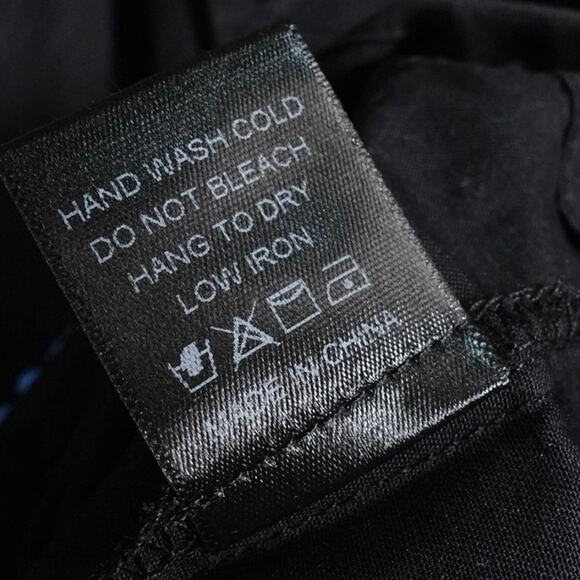 HAND WASH COLD
DO NOT BLEACH
HANG TO DRY
LOW IRON
MADE IN CHINA